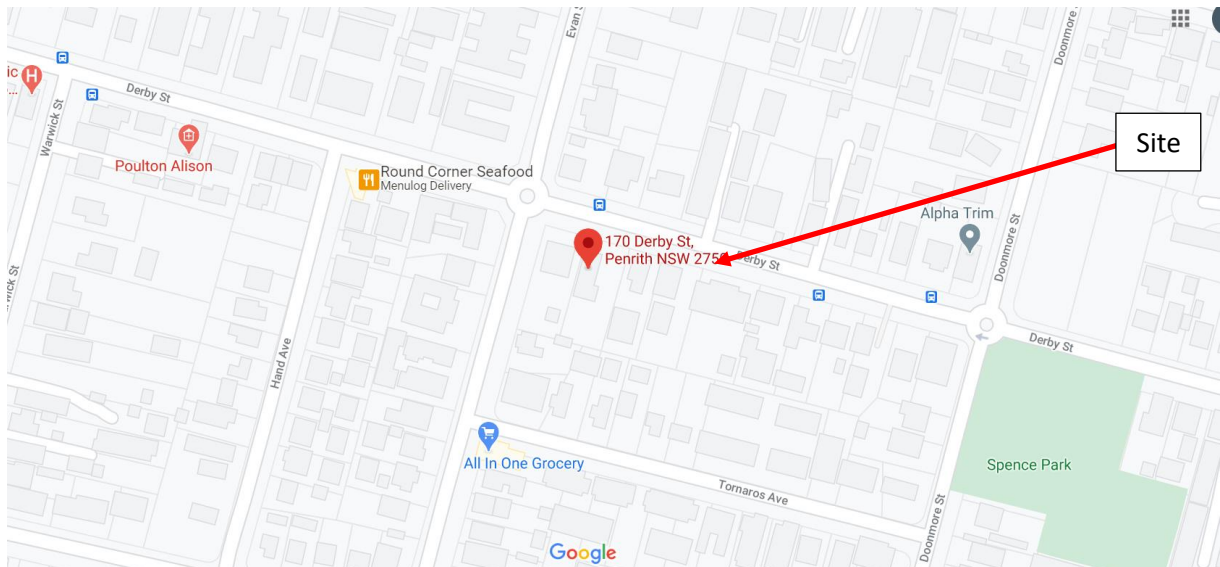 Evan S
Doonmore St
ic
...
H
Derby St
Warwick St
Poulton Alison
Round Corner Seafood
Menulog Delivery
Site
Alpha Trim
170 Derby St,
Penrith NSW 275
Derby St
Doonmore St
rwick St
Hand Ave
Derby St
All In One Grocery
Spence Park
Tornaros Ave
Doonmore St
Google